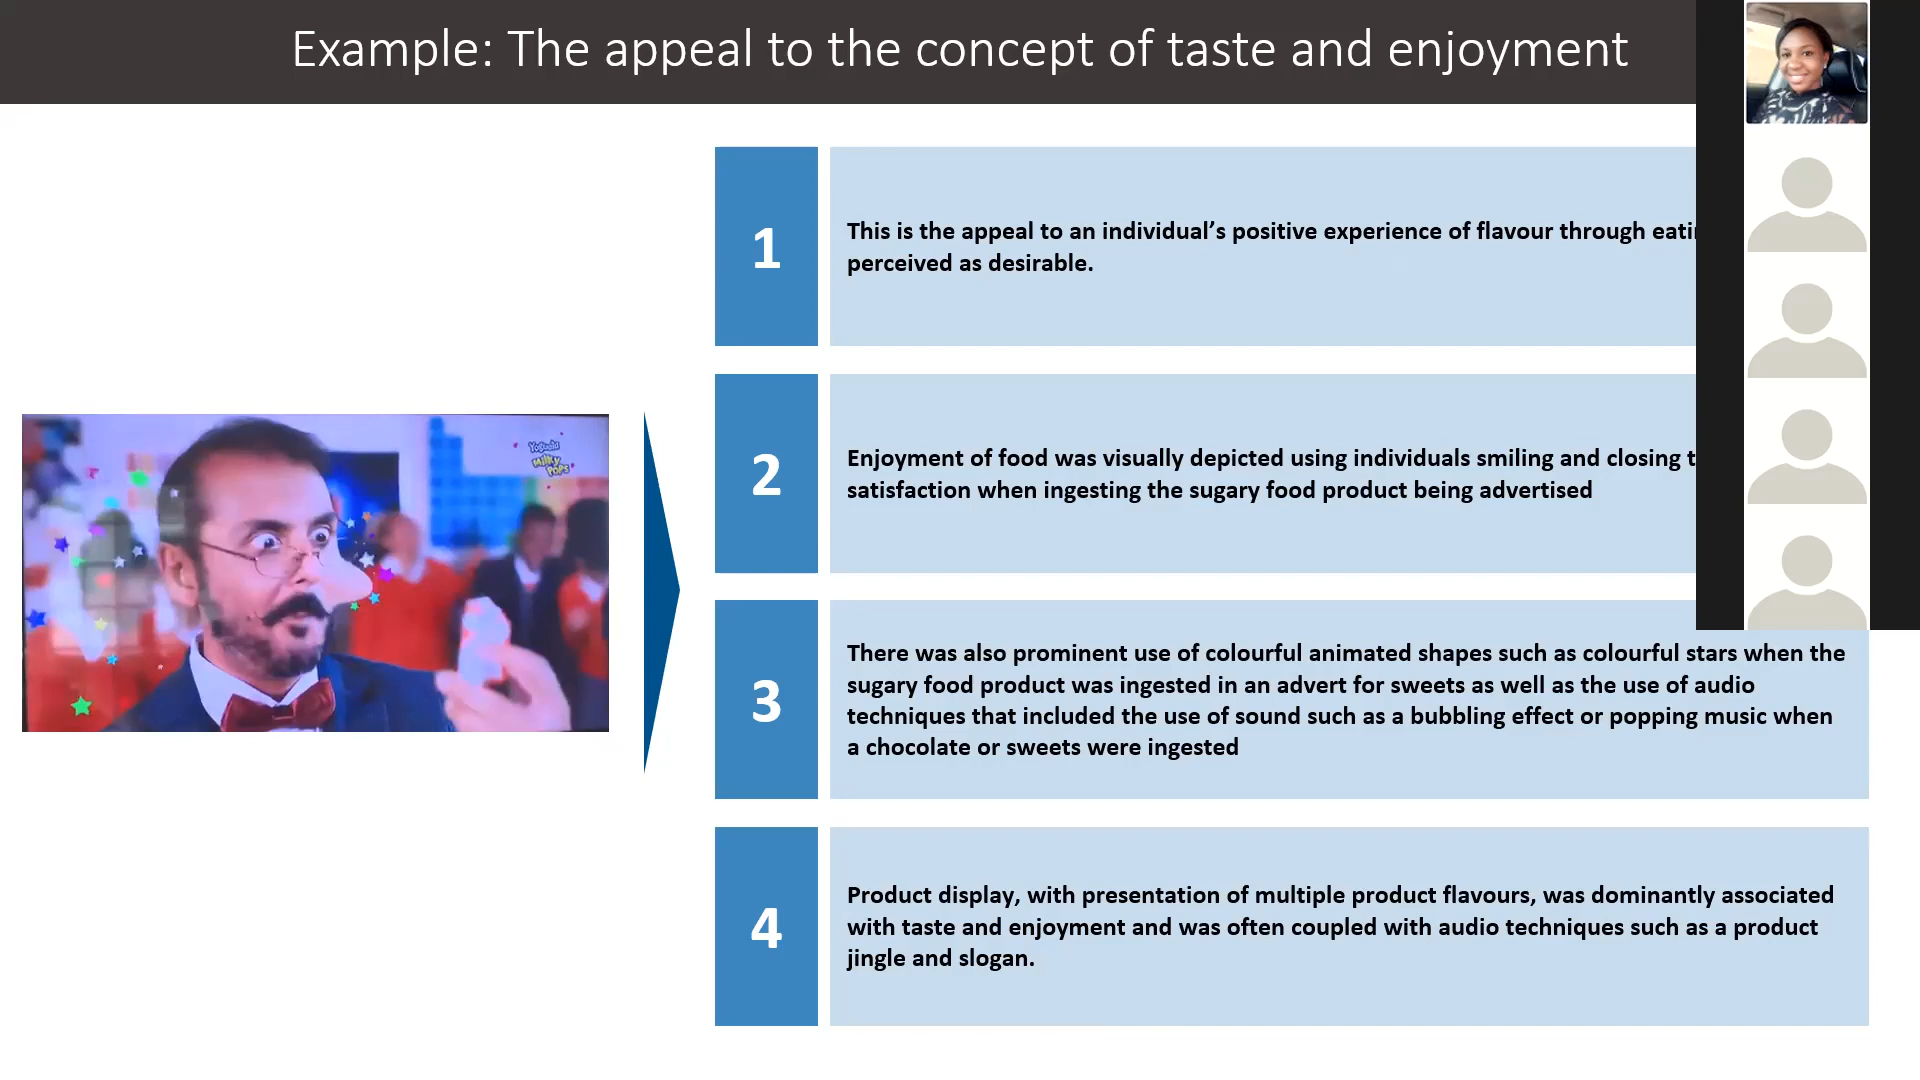 Example: The appeal to the concept of taste and enjoyment
1
This is the appeal to an individual’s positive experience of flavour through
perceived as desirable.
2
Enjoyment of food was visually depicted using individuals smiling and closing
satisfaction when ingesting the sugary food product being advertised
3
There was also prominent use of colourful animated shapes such as colourful stars when the
sugary food product was ingested in an advert for sweets as well as the use of audio
techniques that included the use of sound such as a bubbling effect or popping music when
a chocolate or sweets were ingested
4
Product display, with presentation of multiple product flavours, was dominantly associated
with taste and enjoyment and was often coupled with audio techniques such as a product
jingle and slogan.
Milky
Pops